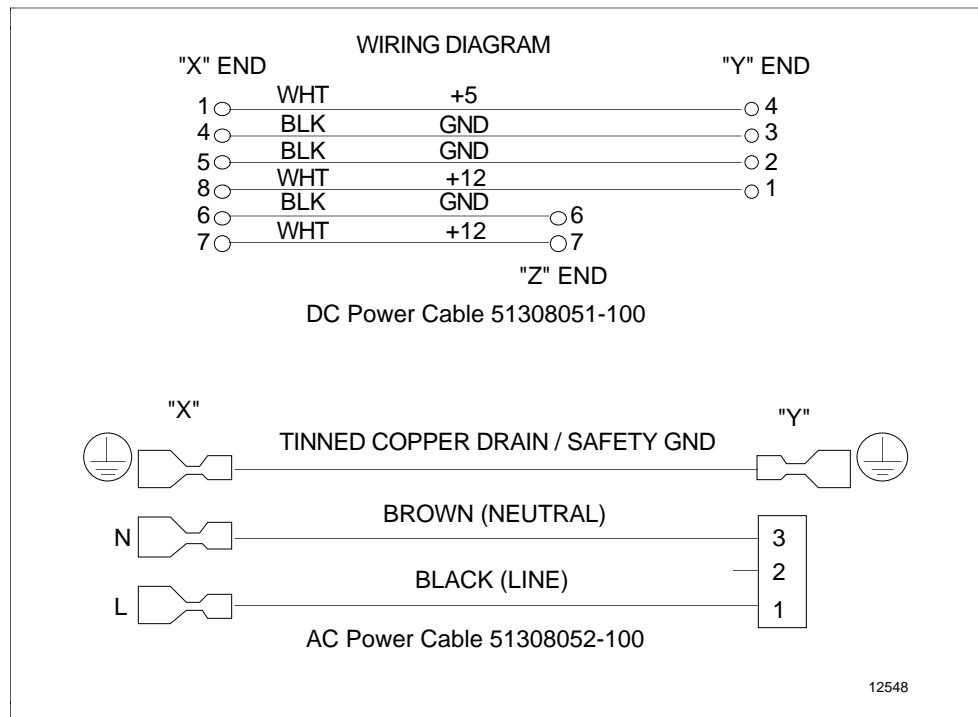 WIRING DIAGRAM
"X" END "Y" END
1 WHT +5 4
4 BLK GND 3
5 BLK GND 2
8 WHT +12 1
6 BLK GND 6
7 WHT +12 7
"Z" END
DC Power Cable 51308051-100
"X" "Y"
TINNED COPPER DRAIN / SAFETY GND
N BROWN (NEUTRAL) 3
2
L BLACK (LINE) 1
AC Power Cable 51308052-100
12548